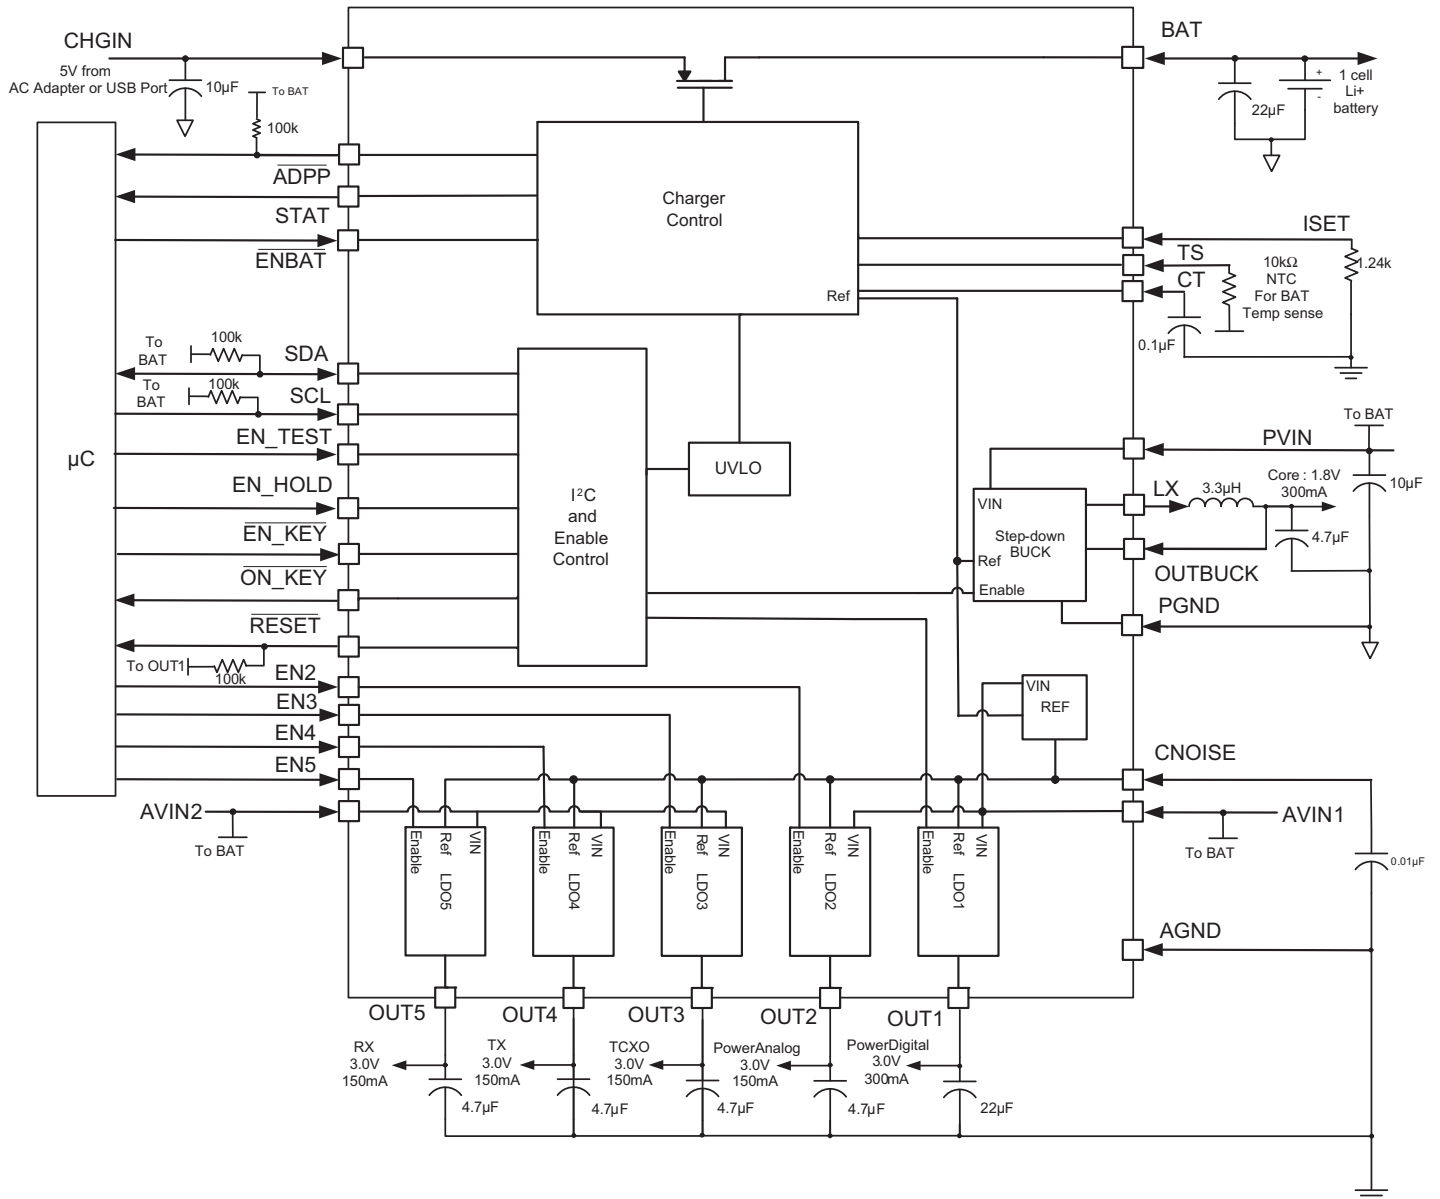 CHGIN
5V from
AC Adapter or USB Port
10µF
To BAT
100k
BAT
22µF
+
-
1 cell
Li+
battery
A̅D̅P̅P̅
STAT
E̅N̅B̅A̅T̅
Charger
Control
Ref
ISET
TS
CT
10kΩ
NTC
For BAT
Temp sense
1.24k
0.1µF
To
BAT
100k
SDA
To
BAT
100k
SCL
EN_TEST
EN_HOLD
E̅N̅_̅K̅E̅Y̅
O̅N̅_̅K̅E̅Y̅
R̅E̅S̅E̅T̅
To OUT1
100k
µC
I²C
and
Enable
Control
UVLO
To BAT
PVIN
10µF
LX
3.3µH
Core : 1.8V
300mA
4.7µF
OUTBUCK
PGND
VIN
Step-down
BUCK
Ref
Enable
EN2
EN3
EN4
EN5
AVIN2
To BAT
VIN
REF
CNOISE
AVIN1
To BAT
0.01µF
AGND
Enable
Ref LDO5
VIN
Enable
Ref LDO4
VIN
Enable
Ref LDO3
VIN
Enable
Ref LDO2
VIN
Enable
Ref LDO1
VIN
OUT5
OUT4
OUT3
OUT2
OUT1
RX
3.0V
150mA
4.7µF
TX
3.0V
150mA
4.7µF
TCXO
3.0V
150mA
4.7µF
PowerAnalog
3.0V
150mA
4.7µF
PowerDigital
3.0V
300mA
22µF